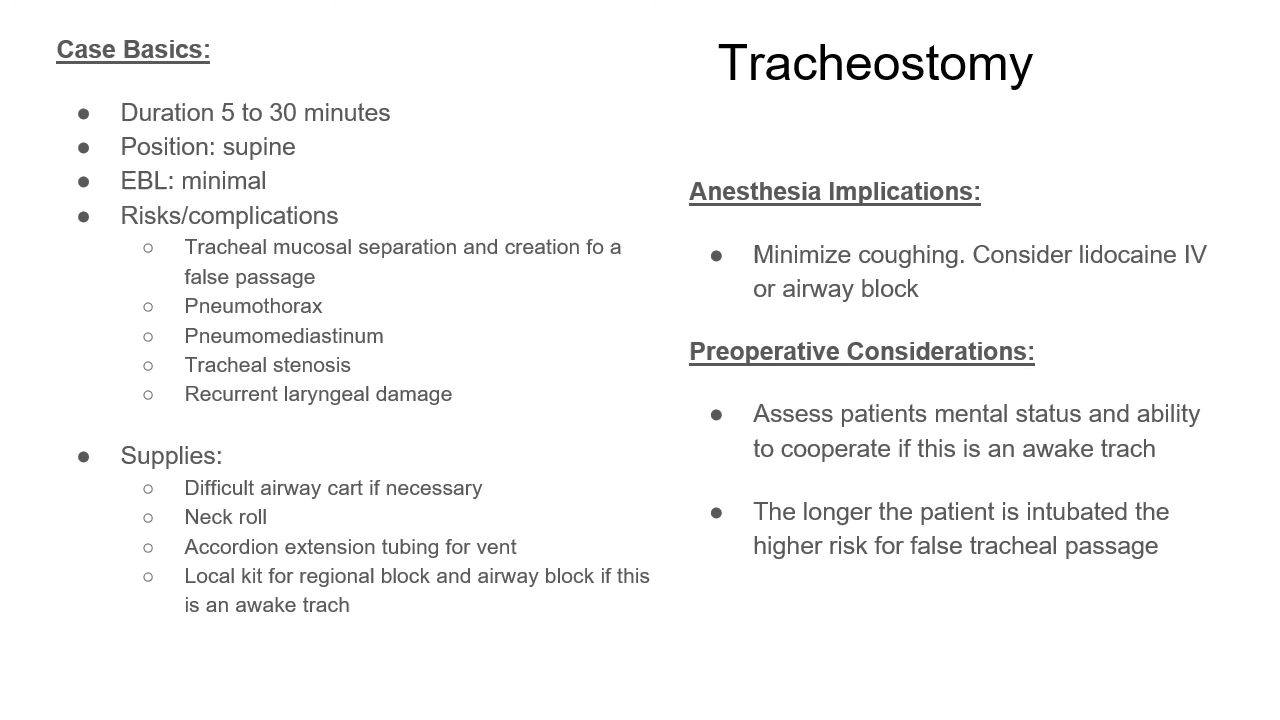 Case Basics:
● Duration 5 to 30 minutes
● Position: supine
● EBL: minimal
● Risks/complications
○ Tracheal mucosal separation and creation fo a
false passage
○ Pneumothorax
○ Pneumomediastinum
○ Tracheal stenosis
○ Recurrent laryngeal damage
● Supplies:
○ Difficult airway cart if necessary
○ Neck roll
○ Accordion extension tubing for vent
○ Local kit for regional block and airway block if this
is an awake trach
Tracheostomy
Anesthesia Implications:
● Minimize coughing. Consider lidocaine IV
or airway block
Preoperative Considerations:
● Assess patients mental status and ability
to cooperate if this is an awake trach
● The longer the patient is intubated the
higher risk for false tracheal passage